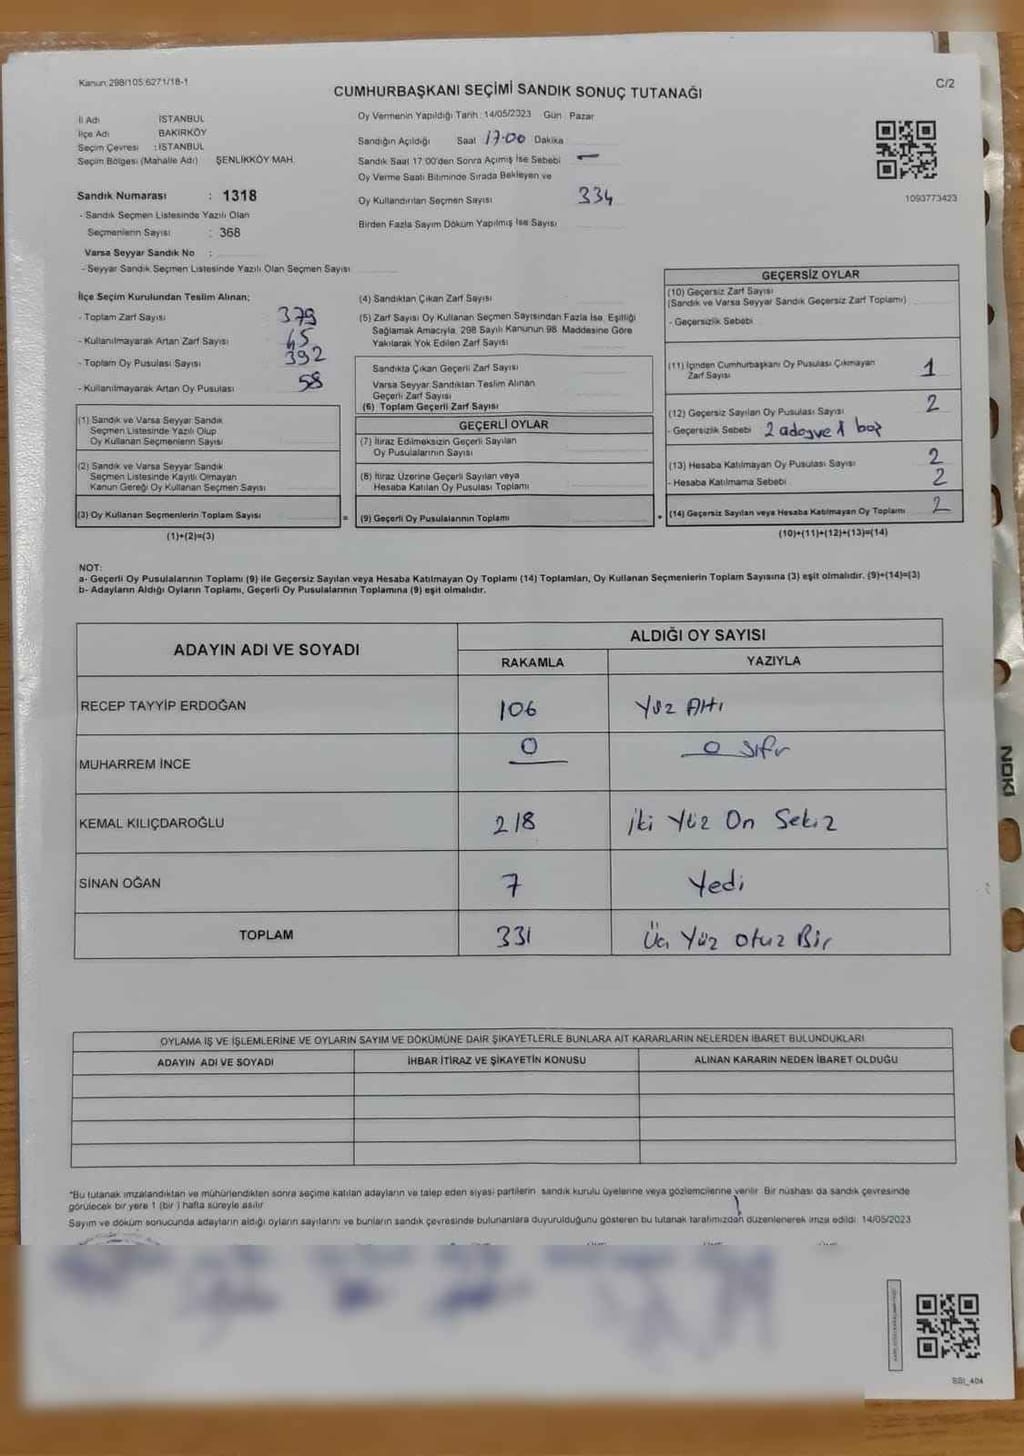 Kanun: 298/105 6271/18-1
C/2
CUMHURBAŞKANI SEÇİMİ SANDIK SONUÇ TUTANAĞI
İl Adı İSTANBUL
İlçe Adı BAKIRKÖY
Seçim Çevresi : İSTANBUL
Seçim Bölgesi (Mahalle Adı) ŞENLİKKÖY MAH.
Oy Vermenin Yapıldığı Tarih : 14/05/2023 Gün Pazar
Sandığın Açıldığı Saat 17:00 Dakika
Sandık Saat 17:00'den Sonra Açılmış İse Sebebi -
Oy Verme Saati Bitiminde Sırada Bekleyen ve
Oy Kullandırılan Seçmen Sayısı 334
Birden Fazla Sayım Döküm Yapılmış İse Sayısı
1093773423
Sandık Numarası : 1318
- Sandık Seçmen Listesinde Yazılı Olan
Seçmenlerin Sayısı : 368
Varsa Seyyar Sandık No :
- Seyyar Sandık Seçmen Listesinde Yazılı Olan Seçmen Sayısı
İlçe Seçim Kurulundan Teslim Alınan;
- Toplam Zarf Sayısı 379
- Kullanılmayarak Artan Zarf Sayısı 45
- Toplam Oy Pusulası Sayısı 392
- Kullanılmayarak Artan Oy Pusulası 58
(1) Sandık ve Varsa Seyyar Sandık
Seçmen Listesinde Yazılı Olup
Oy Kullanan Seçmenlerin Sayısı
(2) Sandık ve Varsa Seyyar Sandık
Seçmen Listesinde Kayıtlı Olmayan
Kanun Gereği Oy Kullanan Seçmen Sayısı
(3) Oy Kullanan Seçmenlerin Toplam Sayısı
(1)+(2)=(3)
=
(4) Sandıktan Çıkan Zarf Sayısı
(5) Zarf Sayısı Oy Kullanan Seçmen Sayısından Fazla İse, Eşitliği
Sağlamak Amacıyla, 298 Sayılı Kanunun 98. Maddesine Göre
Yakılarak Yok Edilen Zarf Sayısı
Sandıkta Çıkan Geçerli Zarf Sayısı
Varsa Seyyar Sandıktan Teslim Alınan
Geçerli Zarf Sayısı
(6) Toplam Geçerli Zarf Sayısı
GEÇERLİ OYLAR
(7) İtiraz Edilmeksizin Geçerli Sayılan
Oy Pusulalarının Sayısı
(8) İtiraz Üzerine Geçerli Sayılan veya
Hesaba Katılan Oy Pusulası Toplamı
(9) Geçerli Oy Pusulalarının Toplamı
+
GEÇERSİZ OYLAR
(10) Geçersiz Zarf Sayısı
(Sandık ve Varsa Seyyar Sandık Geçersiz Zarf Toplamı)
- Geçersizlik Sebebi
(11) İçinden Cumhurbaşkanı Oy Pusulası Çıkmayan
Zarf Sayısı 1
(12) Geçersiz Sayılan Oy Pusulası Sayısı 2
- Geçersizlik Sebebi 2 adet ve 1 boş
(13) Hesaba Katılmayan Oy Pusulası Sayısı 2
- Hesaba Katılmama Sebebi 2
(14) Geçersiz Sayılan veya Hesaba Katılmayan Oy Toplamı 2
(10)+(11)+(12)+(13)=(14)
NOT:
a- Geçerli Oy Pusulalarının Toplamı (9) ile Geçersiz Sayılan veya Hesaba Katılmayan Oy Toplamı (14) Toplamları, Oy Kullanan Seçmenlerin Toplam Sayısına (3) eşit olmalıdır. (9)+(14)=(3)
b- Adayların Aldığı Oyların Toplamı, Geçerli Oy Pusulalarının Toplamına (9) eşit olmalıdır.
ADAYIN ADI VE SOYADI
ALDIĞI OY SAYISI
RAKAMLA YAZIYLA
RECEP TAYYİP ERDOĞAN 106 Yüz Altı
MUHARREM İNCE 0 0 Sıfır
KEMAL KILIÇDAROĞLU 218 İki Yüz On Sekiz
SİNAN OĞAN 7 Yedi
TOPLAM 331 Üç Yüz Otuz Bir
OYLAMA İŞ VE İŞLEMLERİNE VE OYLARIN SAYIM VE DÖKÜMÜNE DAİR ŞİKAYETLERLE BUNLARA AİT KARARLARIN NELERDEN İBARET BULUNDUKLARI
ADAYIN ADI VE SOYADI İHBAR İTİRAZ VE ŞİKAYETİN KONUSU ALINAN KARARIN NEDEN İBARET OLDUĞU
*Bu tutanak imzalandıktan ve mühürlendikten sonra seçime katılan adayların ve talep eden siyasi partilerin sandık kurulu üyelerine veya gözlemcilerine verilir. Bir nüshası da sandık çevresinde
görülecek bir yere 1 (bir) hafta süreyle asılır
Sayım ve döküm sonucunda adayların aldığı oyların sayılarını ve bunların sandık çevresinde bulunanlara duyurulduğunu gösteren bu tutanak tarafımızdan düzenlenerek imza edildi. 14/05/2023
NOKI